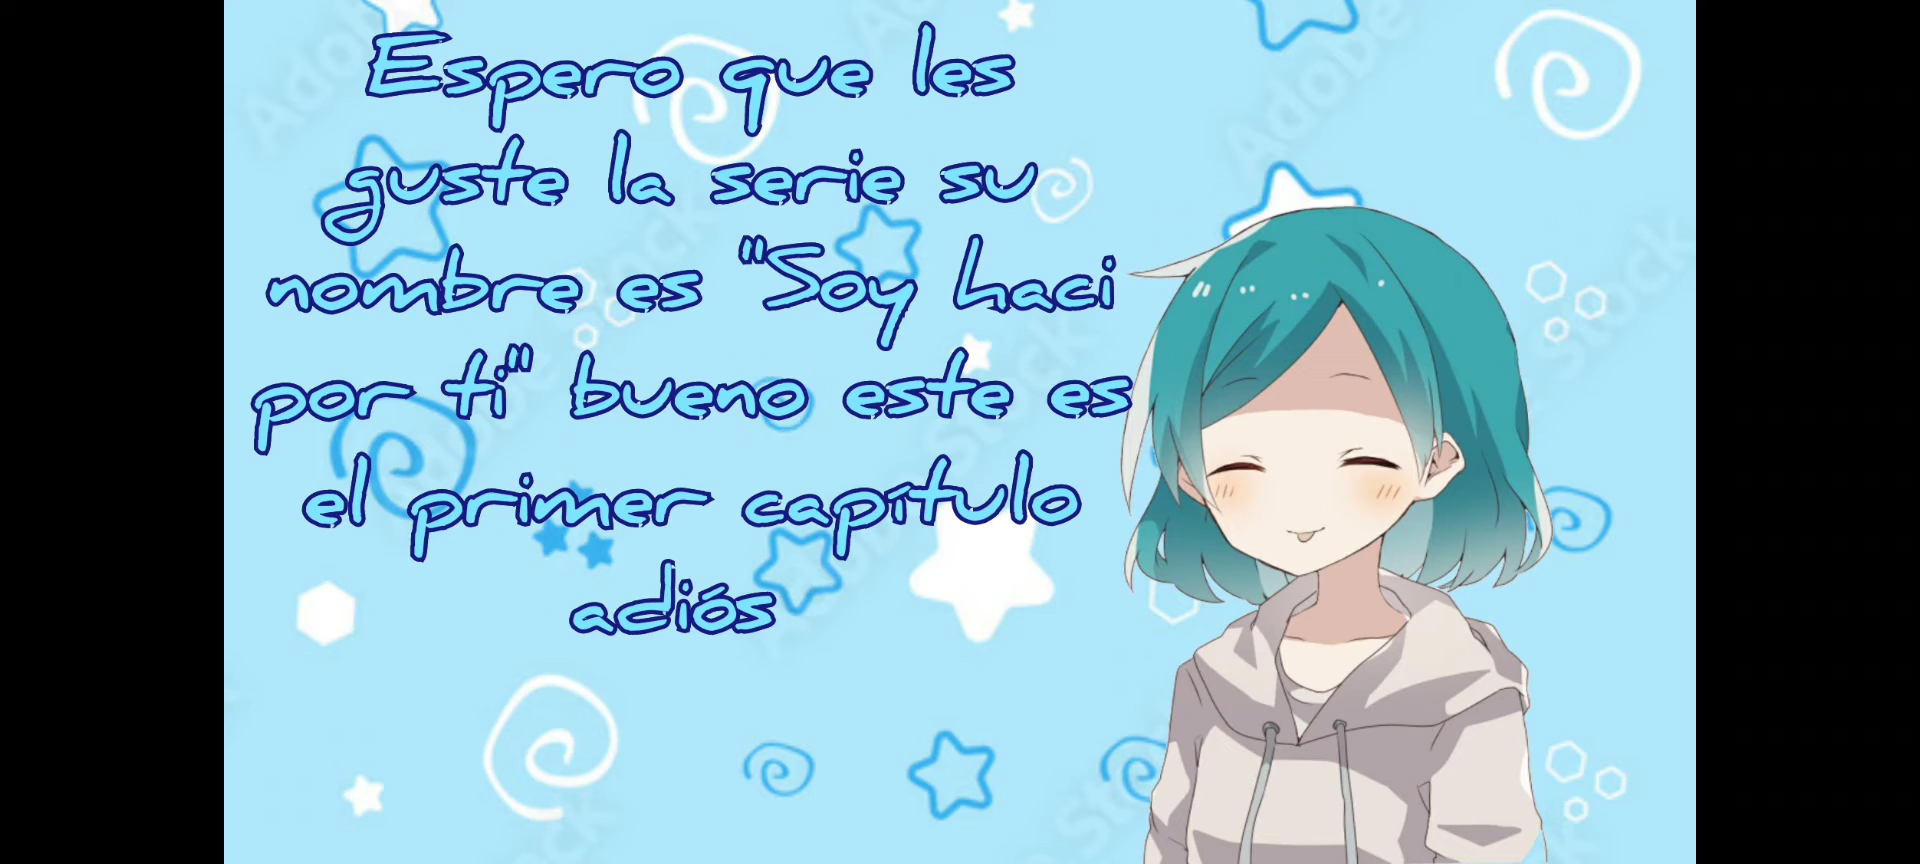 Espero que les
guste la serie su
nombre es "Soy haci
por ti" bueno este es
el primer capítulo
adiós